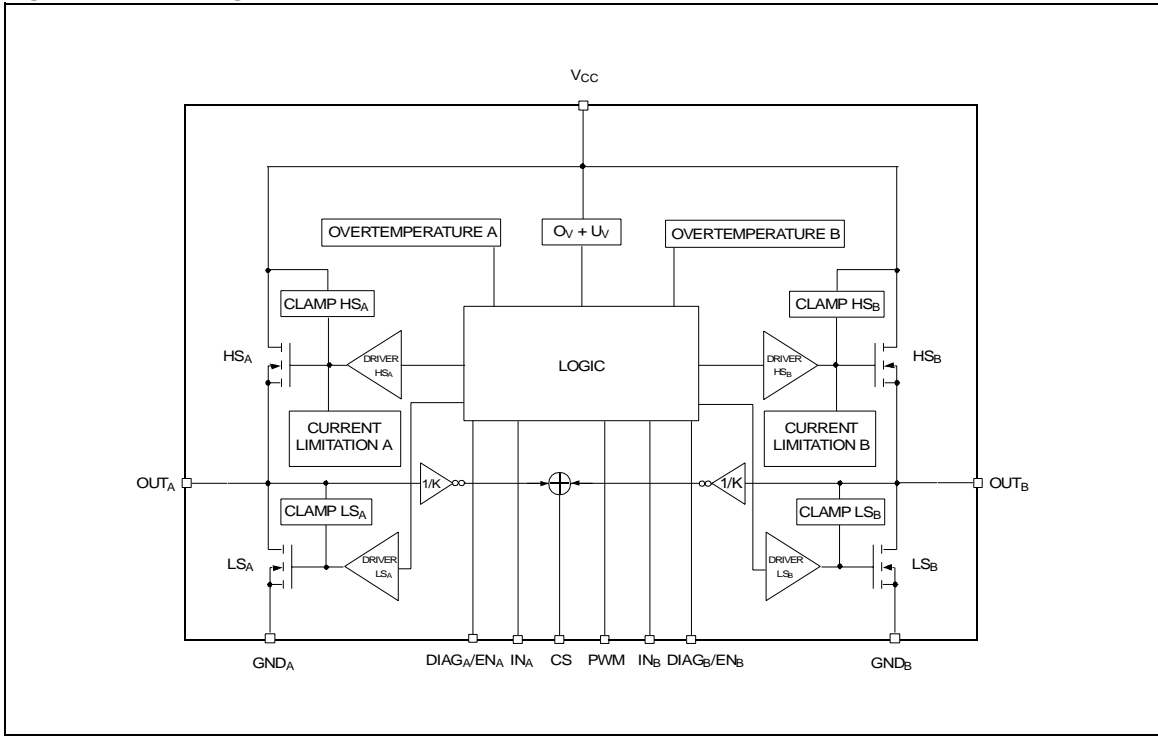 VCC
OVERTEMPERATURE A
OV + UV
OVERTEMPERATURE B
CLAMP HSA
CLAMP HSB
HSA
DRIVER
HSA
LOGIC
DRIVER
HSB
HSB
CURRENT
LIMITATION A
CURRENT
LIMITATION B
OUTA
1/K
1/K
OUTB
CLAMP LSA
CLAMP LSB
LSA
DRIVER
LSA
DRIVER
LSB
LSB
GNDA
DIAGA/ENA
INA
CS
PWM
INB
DIAGB/ENB
GNDB